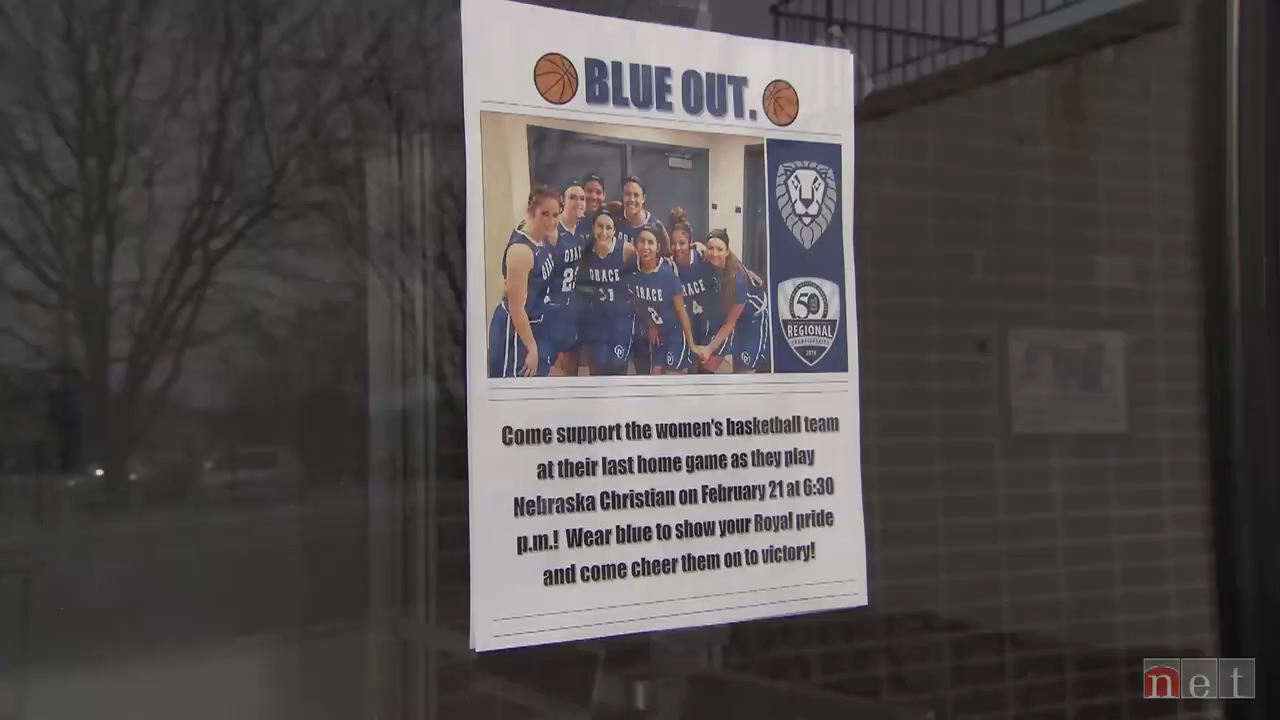 BLUE OUT.
GRACE
GRACE
GRACE
50
REGIONAL
CHAMPIONSHIPS
Come support the women's basketball team
at their last home game as they play
Nebraska Christian on February 21 at 6:30
p.m.! Wear blue to show your Royal pride
and come cheer them on to victory!
net